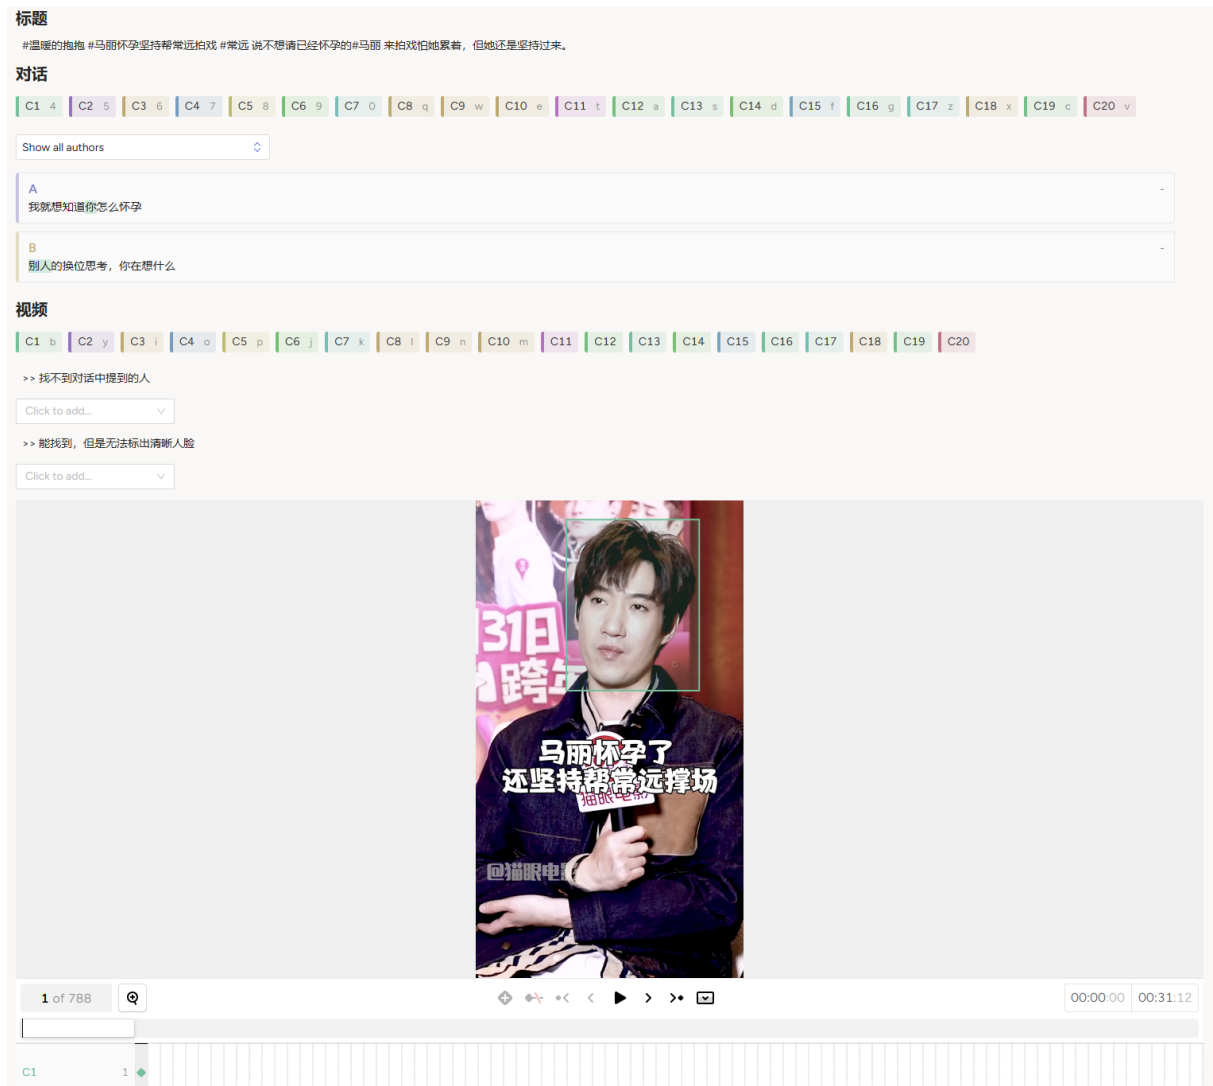 标题
#温暖的抱抱 #马丽怀孕坚持帮常远拍戏 #常远 说不想请已经怀孕的#马丽 来拍戏怕她累着，但她还是坚持过来。
对话
C1 4 C2 5 C3 6 C4 7 C5 8 C6 9 C7 0 C8 q C9 w C10 e C11 t C12 a C13 s C14 d C15 f C16 g C17 z C18 x C19 c C20 v
Show all authors
A -
我就想知道你怎么怀孕
B -
别人的换位思考，你在想什么
视频
C1 b C2 y C3 i C4 o C5 p C6 j C7 k C8 l C9 n C10 m C11 C12 C13 C14 C15 C16 C17 C18 C19 C20
>> 找不到对话中提到的人
Click to add...
>> 能找到，但是无法标出清晰人脸
Click to add...
31日
跨年
马丽怀孕了
还坚持帮常远撑场
猫眼电影
@猫眼电影
1 of 788 00:00:00 00:31:12
C1 1